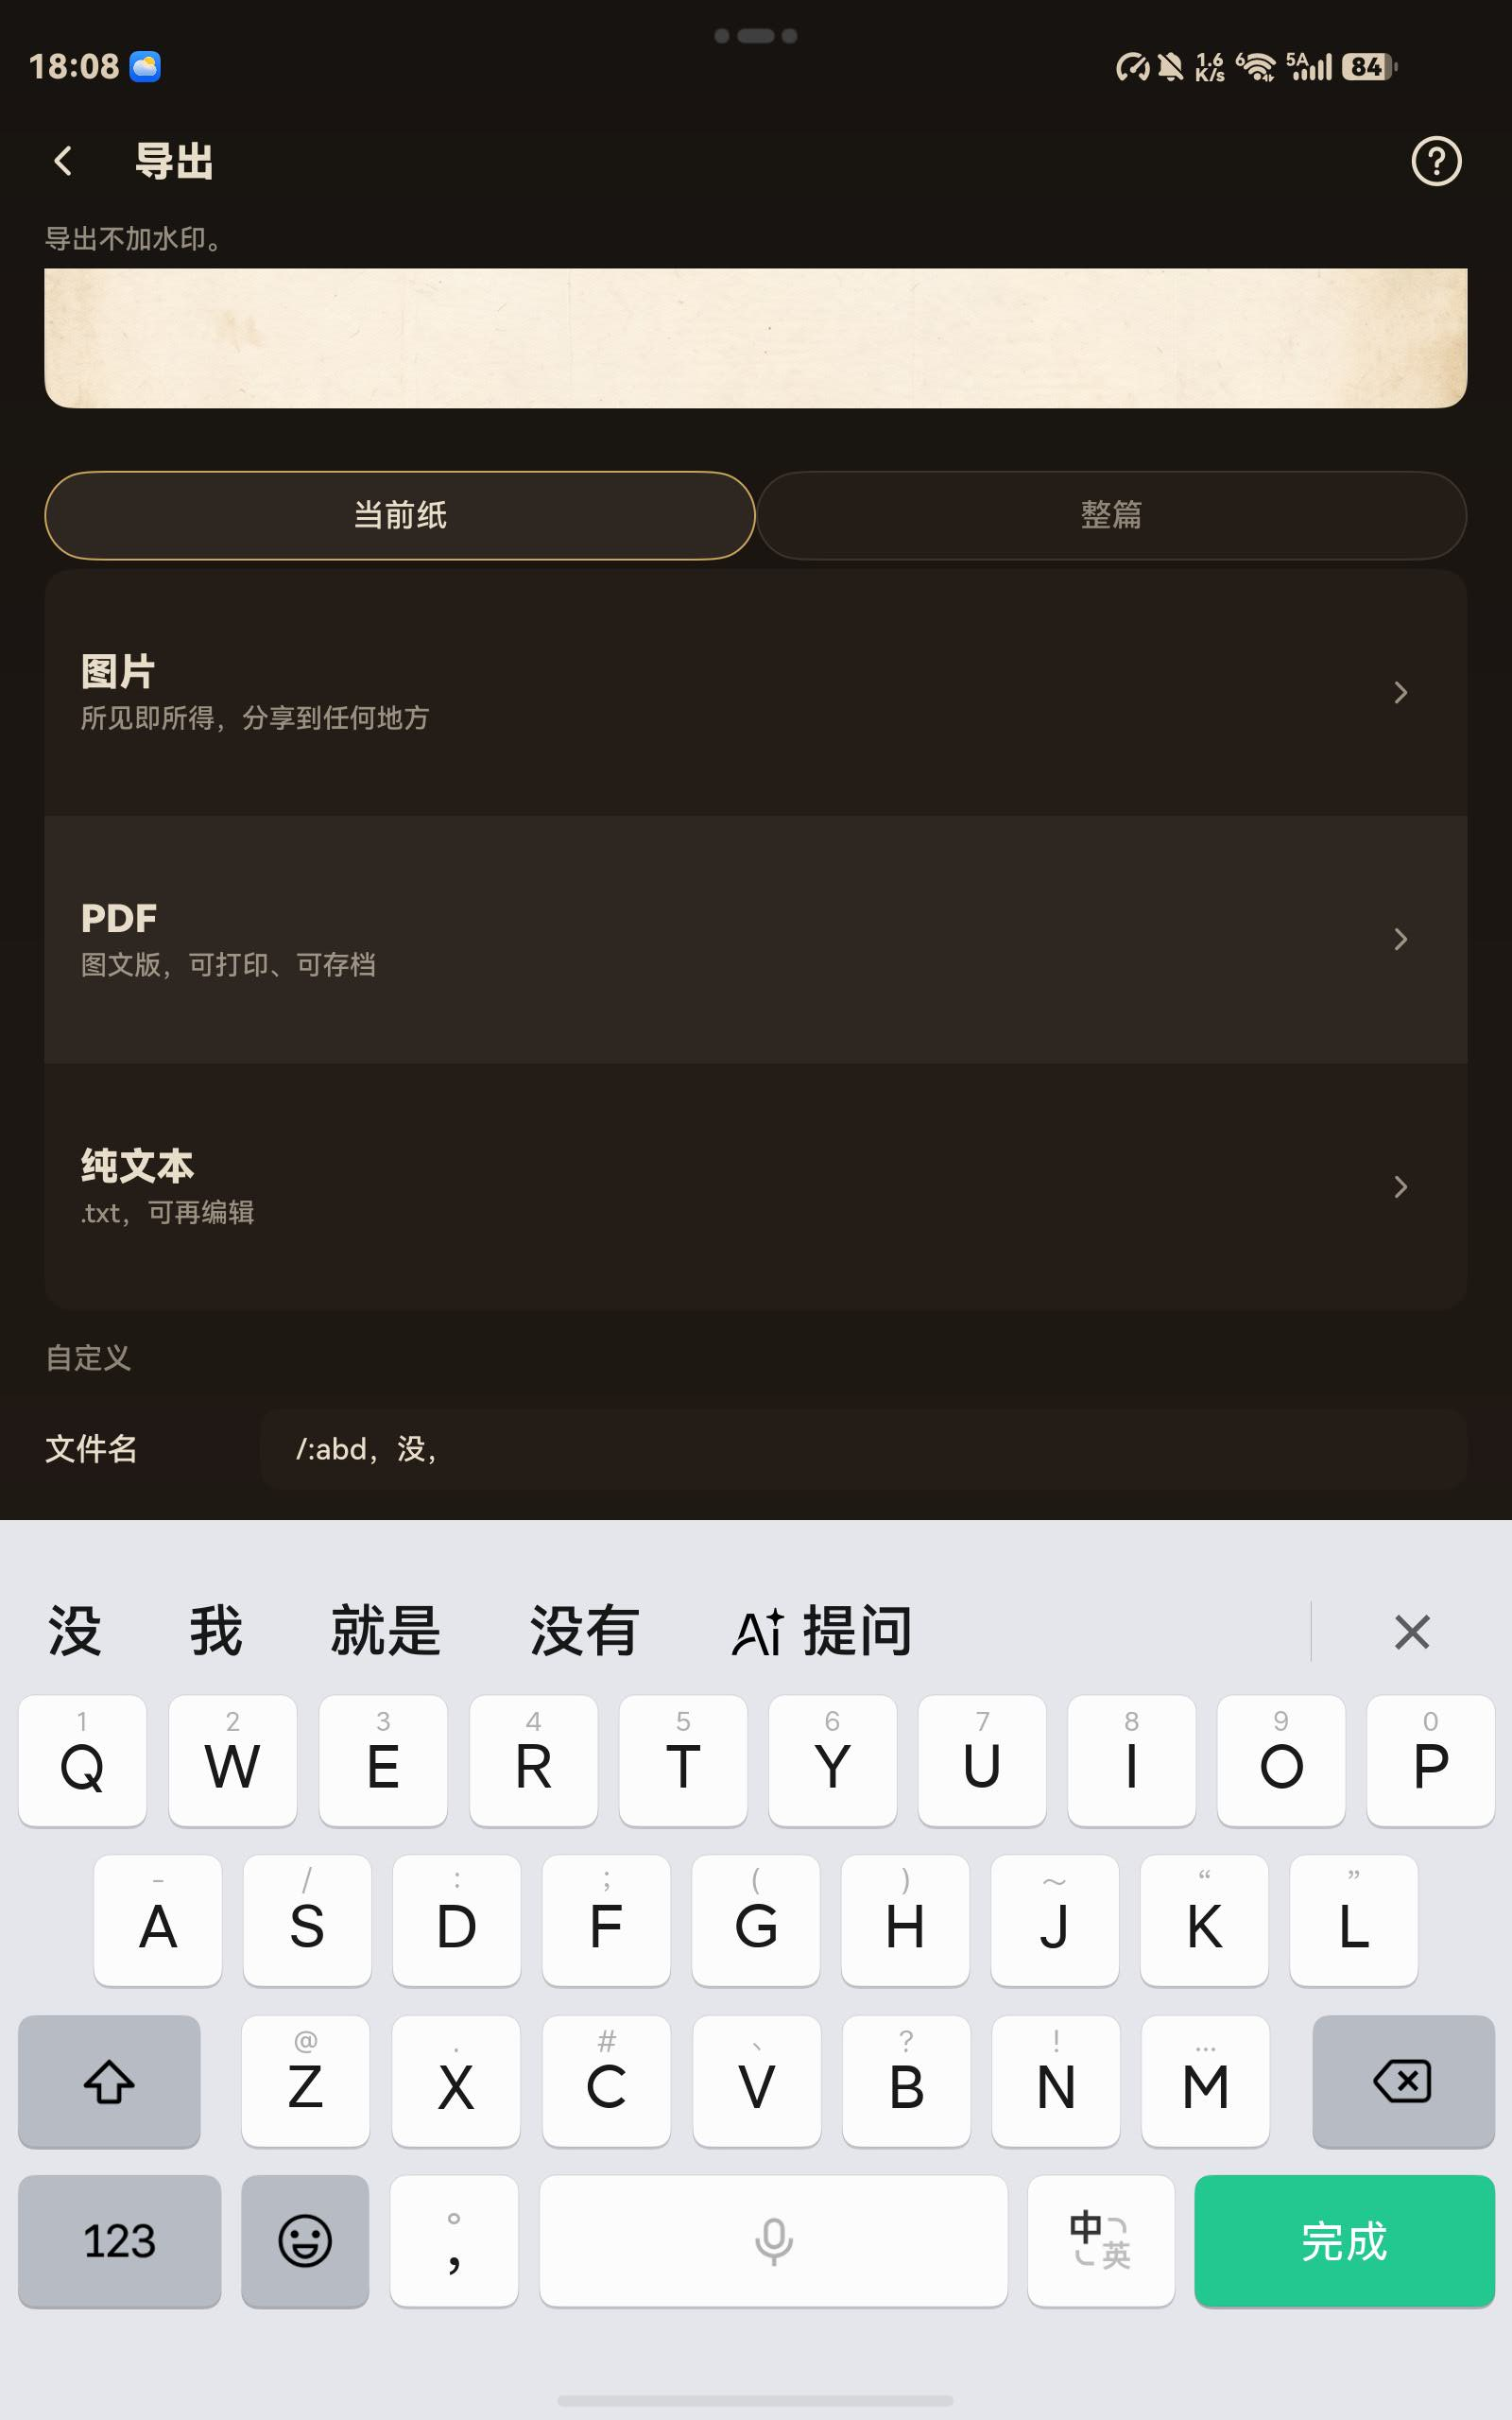 18:08
1.6 K/s 6 5A 84
导出
导出不加水印。
当前纸 整篇
图片
所见即所得，分享到任何地方
PDF
图文版，可打印、可存档
纯文本
.txt，可再编辑
自定义
文件名 /:abd，没，
没 我 就是 没有 Ai 提问
1 2 3 4 5 6 7 8 9 0
Q W E R T Y U I O P
- / : ; ( ) ～ “ ”
A S D F G H J K L
@ . # 、 ? ! …
Z X C V B N M
123 。 ， 中 英 完成